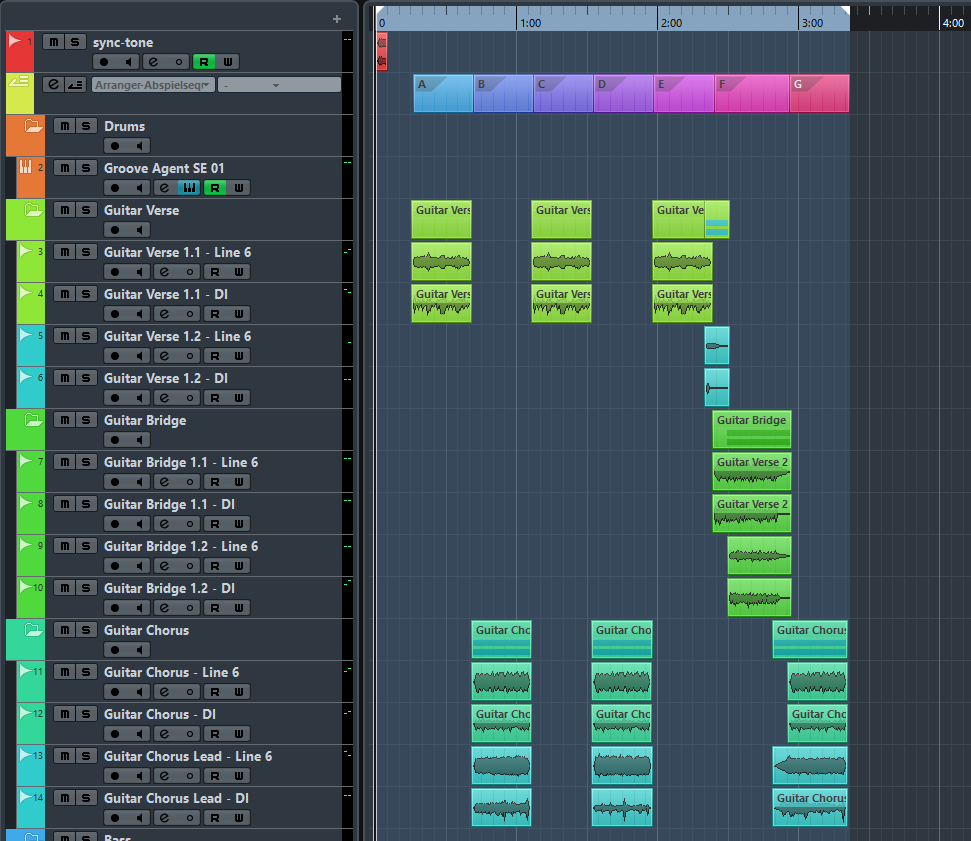 0 1:00 2:00 3:00 4:00
1 m S sync-tone
e R W
A B C D E F G
e Arranger-Abspielseq -
m S Drums
2 m S Groove Agent SE 01
e R W
m S Guitar Verse
Guitar Vers Guitar Vers Guitar Ve
3 m S Guitar Verse 1.1 - Line 6
e R W
4 m S Guitar Verse 1.1 - DI
Guitar Vers Guitar Vers Guitar Vers
e R W
5 m S Guitar Verse 1.2 - Line 6
e R W
6 m S Guitar Verse 1.2 - DI
e R W
m S Guitar Bridge
Guitar Bridge
7 m S Guitar Bridge 1.1 - Line 6
Guitar Verse 2
e R W
8 m S Guitar Bridge 1.1 - DI
Guitar Verse 2
e R W
9 m S Guitar Bridge 1.2 - Line 6
e R W
10 m S Guitar Bridge 1.2 - DI
e R W
m S Guitar Chorus
Guitar Cho Guitar Cho Guitar Chorus
11 m S Guitar Chorus - Line 6
e R W
12 m S Guitar Chorus - DI
Guitar Cho Guitar Cho Guitar Cho
e R W
13 m S Guitar Chorus Lead - Line 6
e R W
14 m S Guitar Chorus Lead - DI
Guitar Chorus
e R W
m S Bass